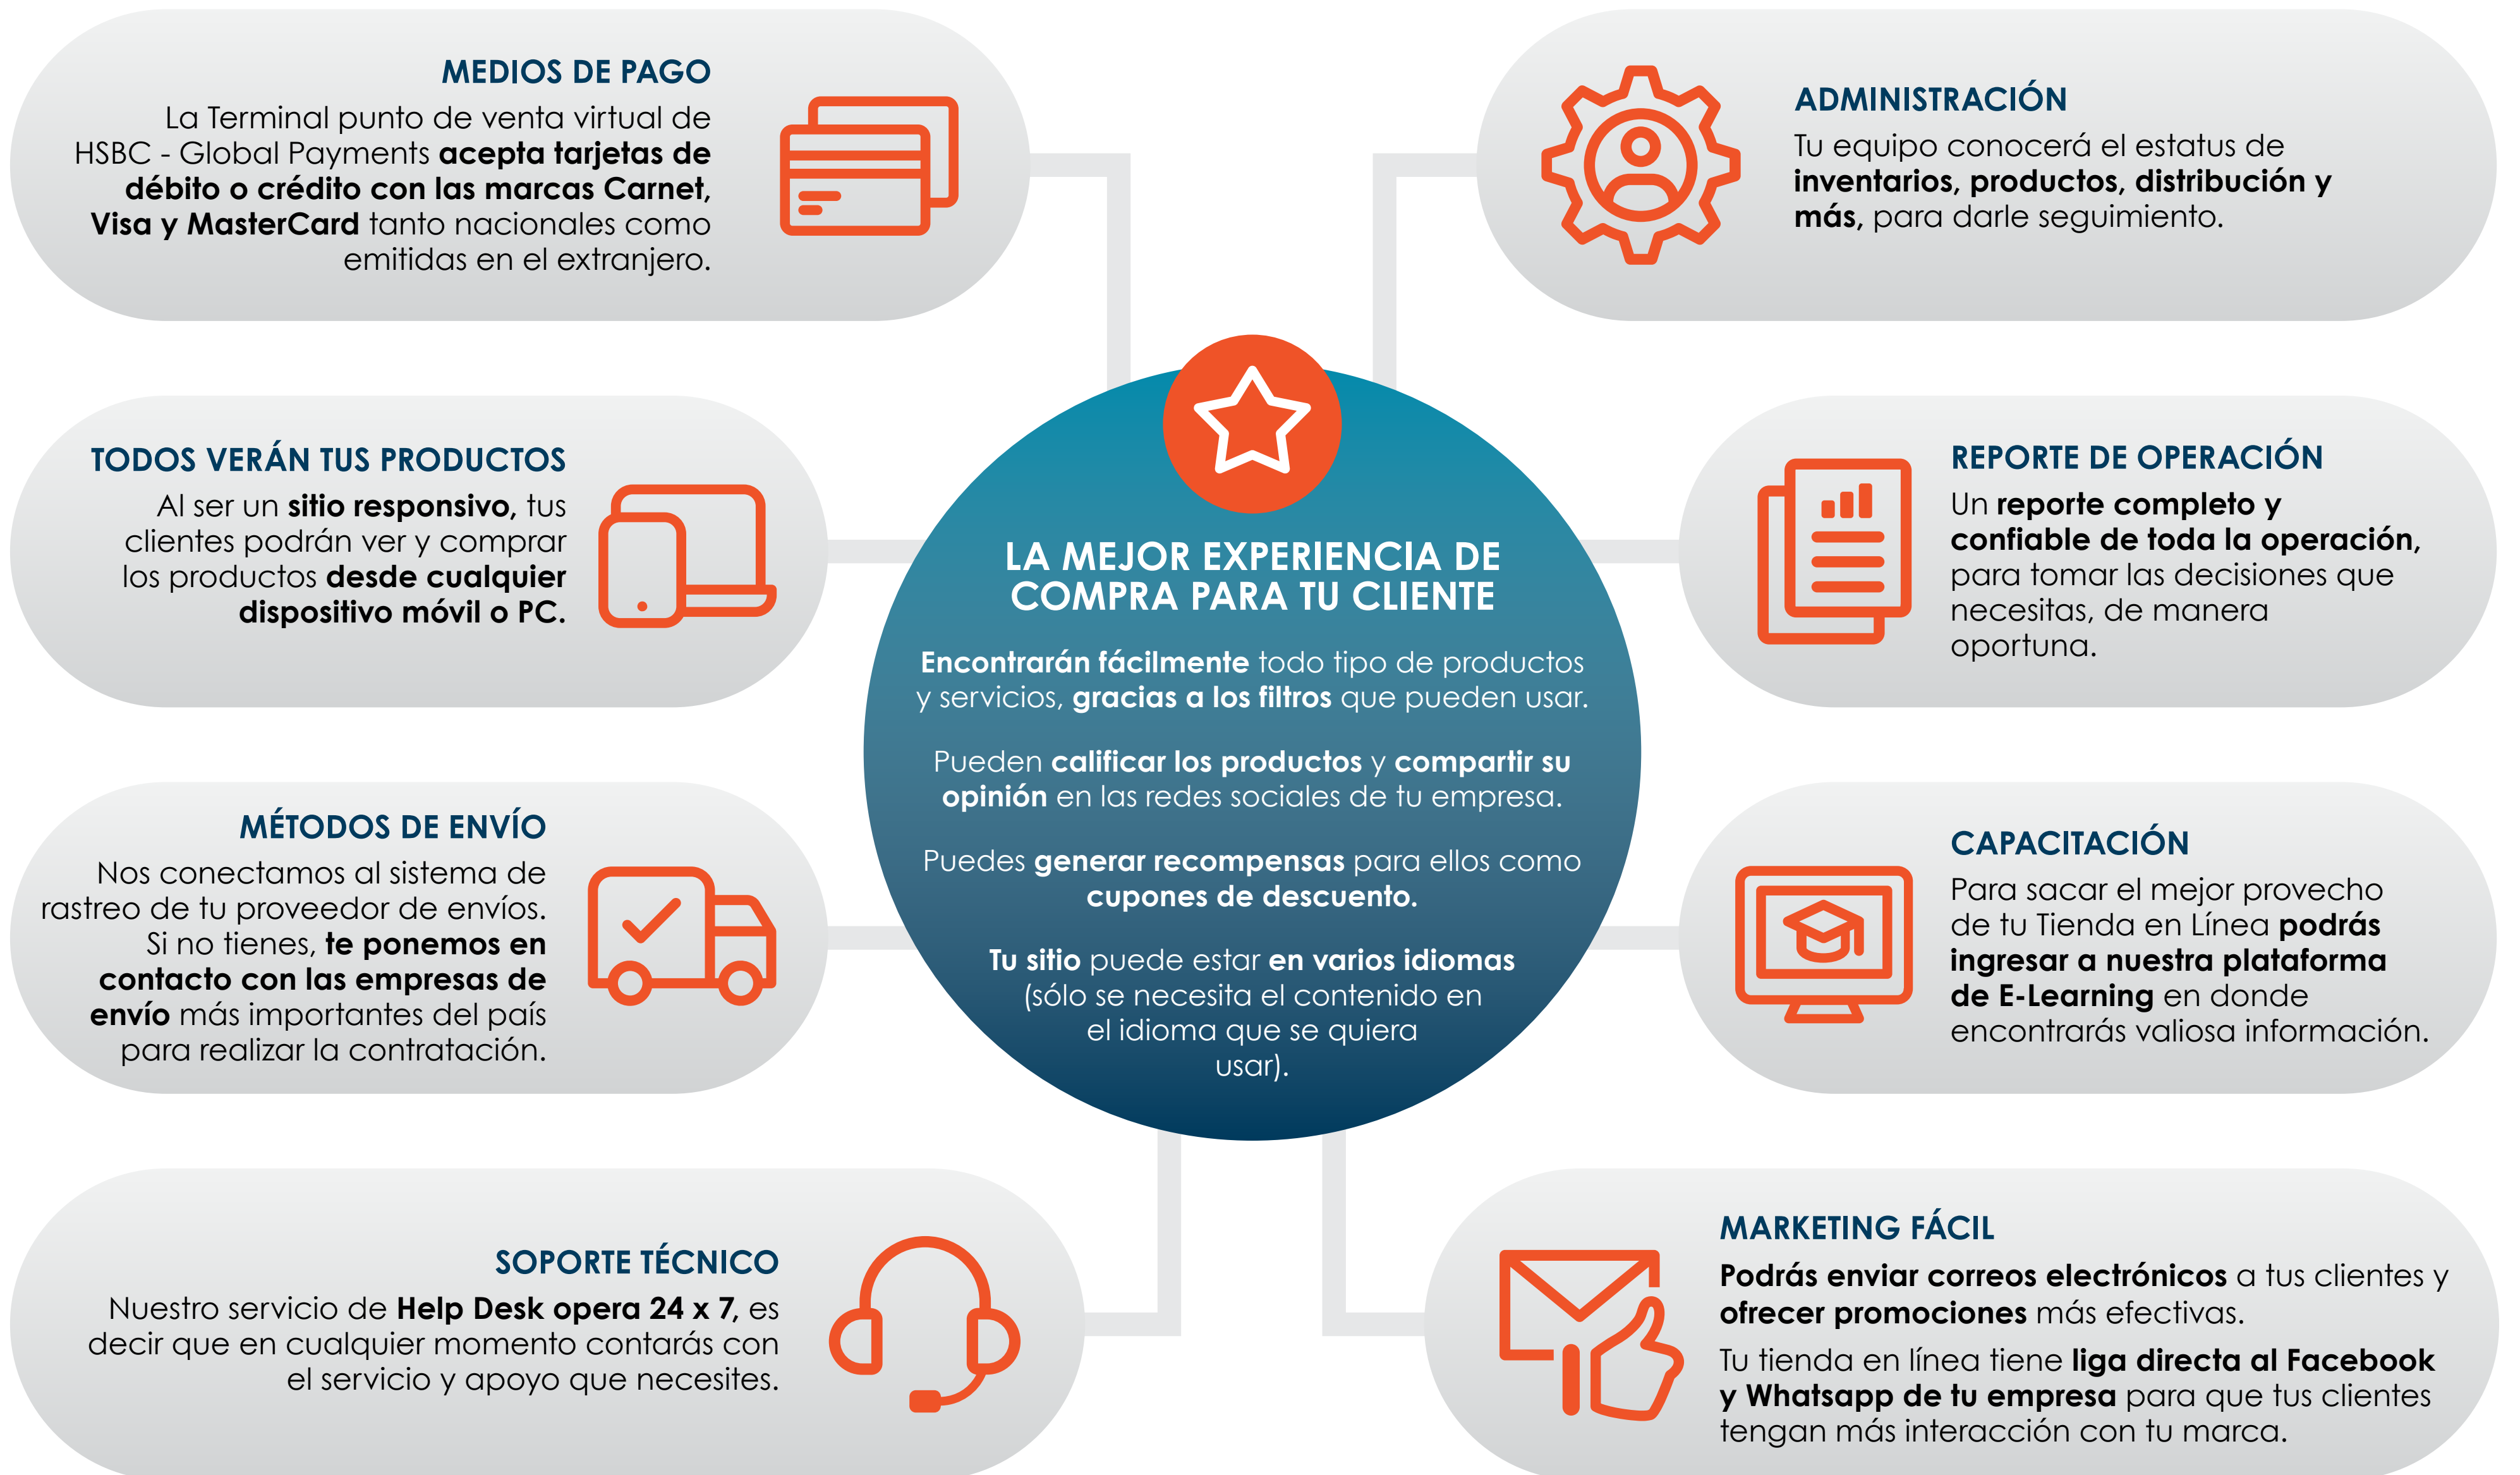 MEDIOS DE PAGO
La Terminal punto de venta virtual de
HSBC - Global Payments acepta tarjetas de
débito o crédito con las marcas Carnet,
Visa y MasterCard tanto nacionales como
emitidas en el extranjero.
TODOS VERÁN TUS PRODUCTOS
Al ser un sitio responsivo, tus
clientes podrán ver y comprar
los productos desde cualquier
dispositivo móvil o PC.
MÉTODOS DE ENVÍO
Nos conectamos al sistema de
rastreo de tu proveedor de envíos.
Si no tienes, te ponemos en
contacto con las empresas de
envío más importantes del país
para realizar la contratación.
SOPORTE TÉCNICO
Nuestro servicio de Help Desk opera 24 x 7, es
decir que en cualquier momento contarás con
el servicio y apoyo que necesites.
LA MEJOR EXPERIENCIA DE
COMPRA PARA TU CLIENTE
Encontrarán fácilmente todo tipo de productos
y servicios, gracias a los filtros que pueden usar.
Pueden calificar los productos y compartir su
opinión en las redes sociales de tu empresa.
Puedes generar recompensas para ellos como
cupones de descuento.
Tu sitio puede estar en varios idiomas
(sólo se necesita el contenido en
el idioma que se quiera
usar).
ADMINISTRACIÓN
Tu equipo conocerá el estatus de
inventarios, productos, distribución y
más, para darle seguimiento.
REPORTE DE OPERACIÓN
Un reporte completo y
confiable de toda la operación,
para tomar las decisiones que
necesitas, de manera
oportuna.
CAPACITACIÓN
Para sacar el mejor provecho
de tu Tienda en Línea podrás
ingresar a nuestra plataforma
de E-Learning en donde
encontrarás valiosa información.
MARKETING FÁCIL
Podrás enviar correos electrónicos a tus clientes y
ofrecer promociones más efectivas.
Tu tienda en línea tiene liga directa al Facebook
y Whatsapp de tu empresa para que tus clientes
tengan más interacción con tu marca.